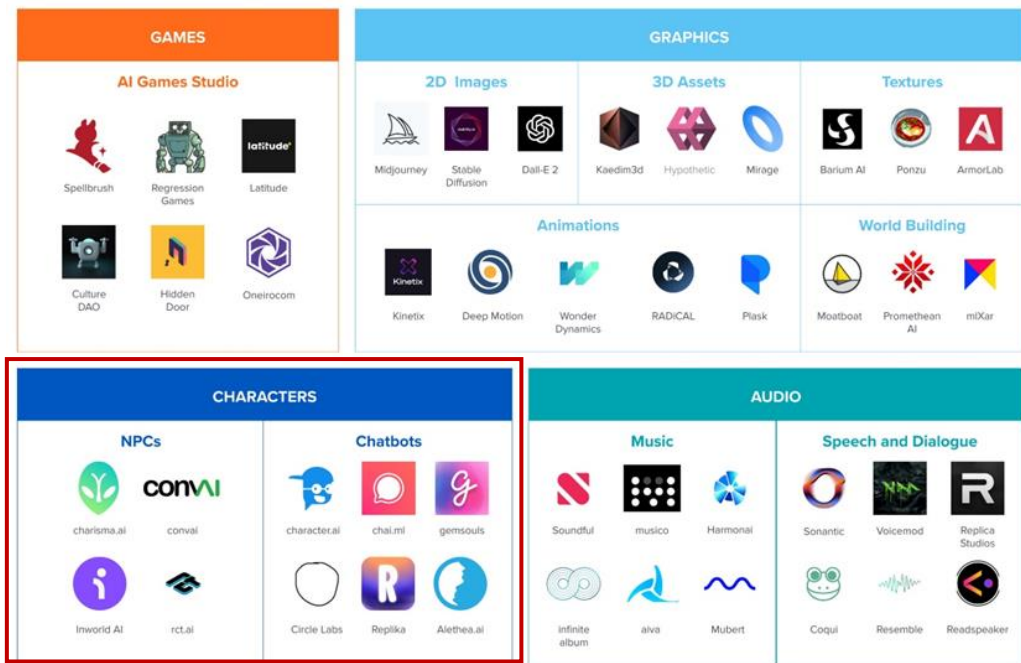 GAMES
AI Games Studio
Spellbrush
Regression
Games
latitude
Latitude
Culture
DAO
Hidden
Door
Oneirocom
GRAPHICS
2D Images
Midjourney
Stable
Diffusion
Dall-E 2
3D Assets
Kaedim3d
Hypothetic
Mirage
Textures
Barium AI
Ponzu
ArmorLab
Animations
Kinetix
Kinetix
Deep Motion
Wonder
Dynamics
RADiCAL
Plask
World Building
Moatboat
Promethean
AI
mIXar
CHARACTERS
NPCs
charisma.ai
convAI
convai
Inworld AI
rct.ai
Chatbots
character.ai
chai.ml
gemsouls
Circle Labs
R
Replika
Alethea.ai
AUDIO
Music
Soundful
musico
Harmonai
infinite
album
aiva
Mubert
Speech and Dialogue
Sonantic
Voicemod
R
Replica
Studios
Coqui
Resemble
Readspeaker